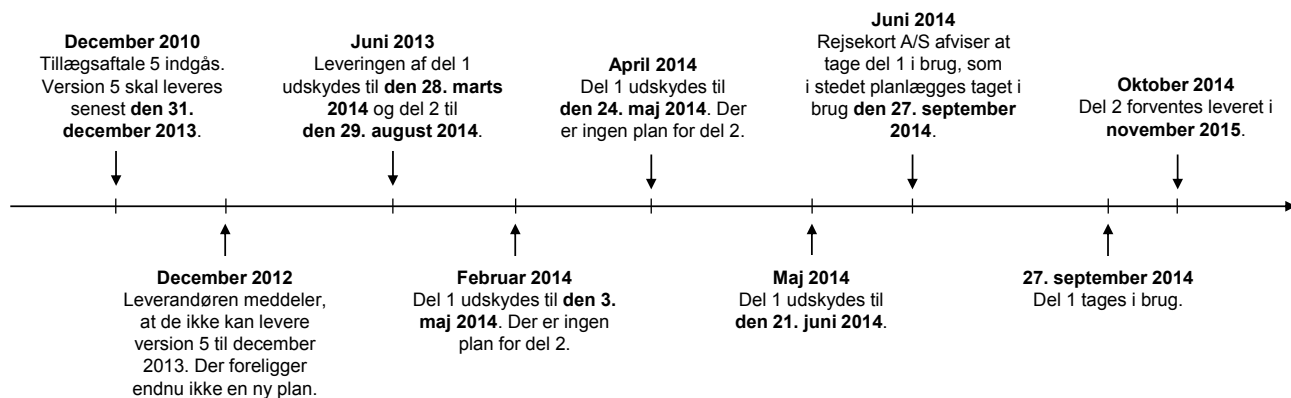 December 2010
Tillægsaftale 5 indgås.
Version 5 skal leveres
senest den 31.
december 2013.
December 2012
Leverandøren meddeler,
at de ikke kan levere
version 5 til december
2013. Der foreligger
endnu ikke en ny plan.
Juni 2013
Leveringen af del 1
udskydes til den 28. marts
2014 og del 2 til
den 29. august 2014.
Februar 2014
Del 1 udskydes til den 3.
maj 2014. Der er ingen
plan for del 2.
April 2014
Del 1 udskydes til
den 24. maj 2014. Der
er ingen plan for del 2.
Maj 2014
Del 1 udskydes til
den 21. juni 2014.
Juni 2014
Rejsekort A/S afviser at
tage del 1 i brug, som
i stedet planlægges taget i
brug den 27. september
2014.
27. september 2014
Del 1 tages i brug.
Oktober 2014
Del 2 forventes leveret i
november 2015.